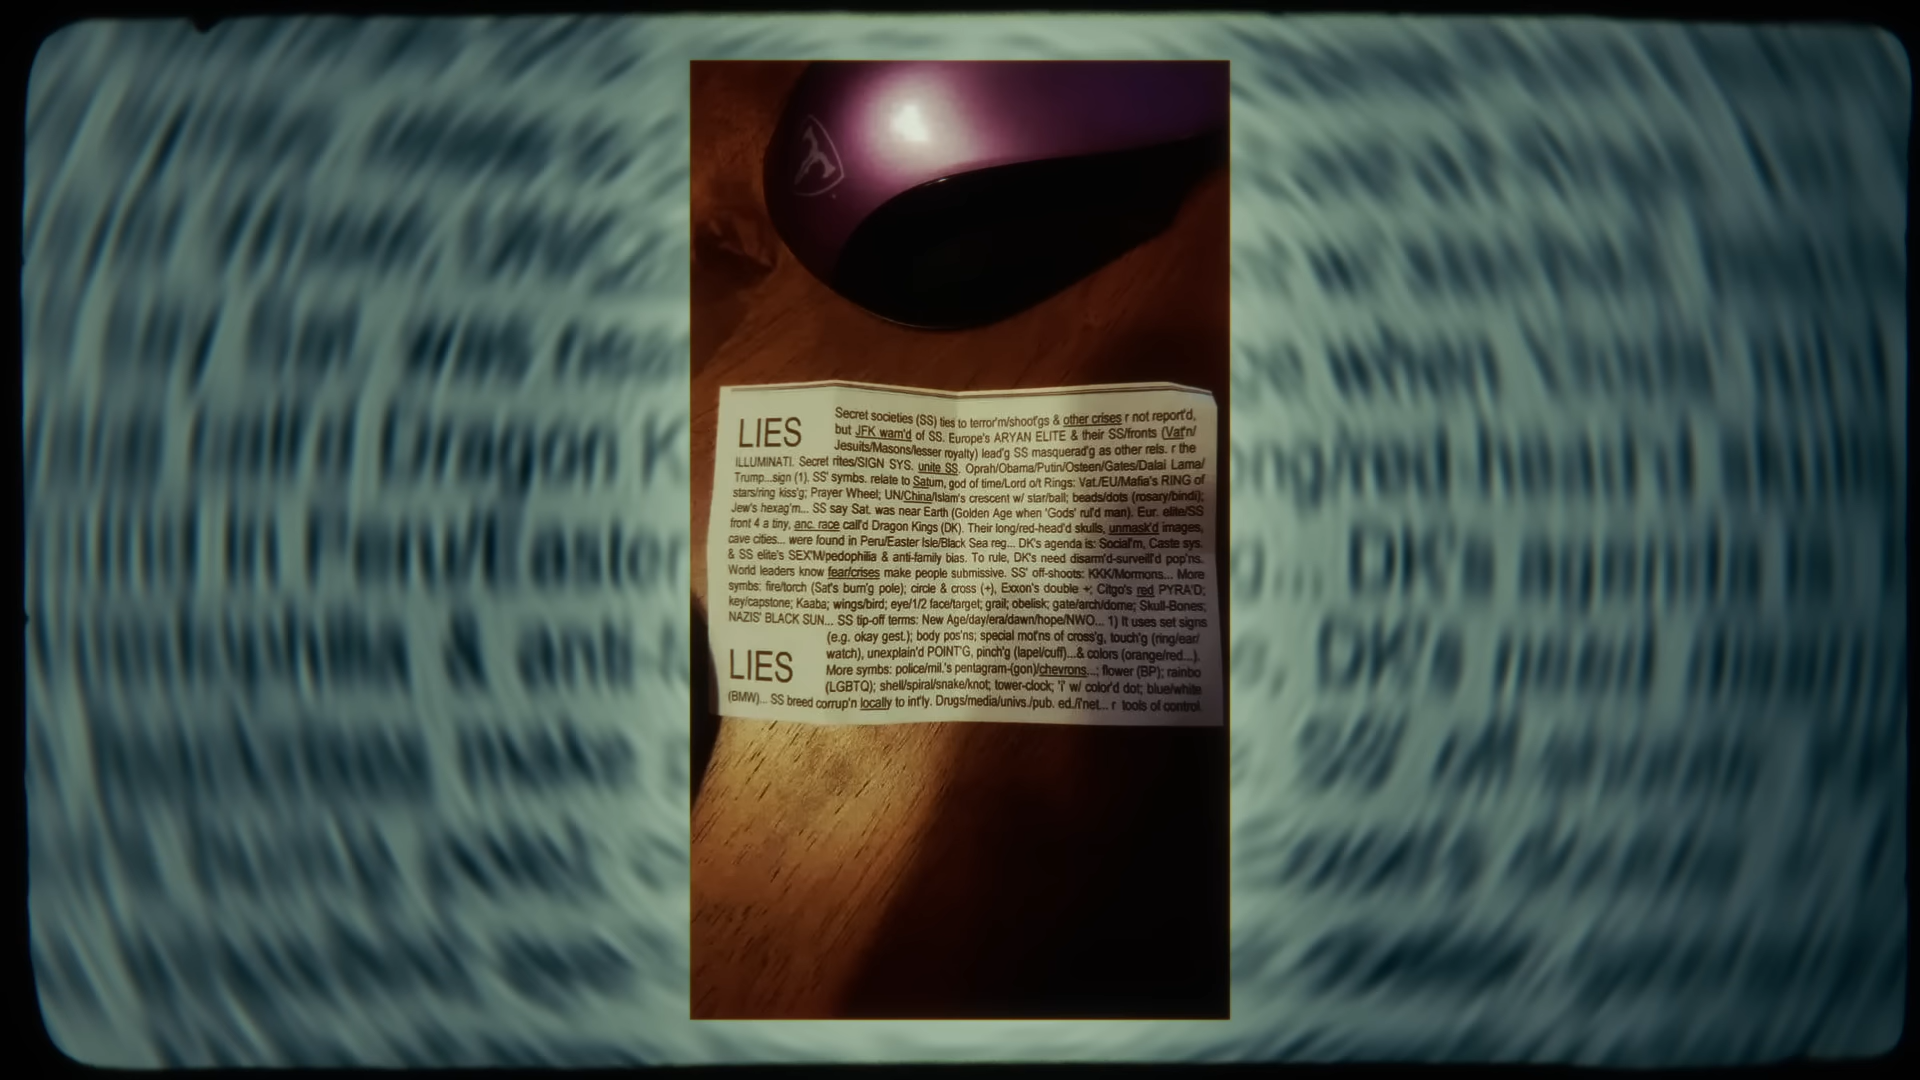 LIES
Secret societies (SS) ties to terror'm/shoot'gs & other crises r not report'd,
but JFK warn'd of SS. Europe's ARYAN ELITE & their SS/fronts (Vat'n/
Jesuits/Masons/lesser royalty) lead'g SS masquerad'g as other rels. r the
ILLUMINATI. Secret rites/SIGN SYS. unite SS. Oprah/Obama/Putin/Osteen/Gates/Dalai Lama/
Trump...sign (1). SS' symbs. relate to Saturn, god of time/Lord o/t Rings: Vat./EU/Mafia's RING of
stars/ring kiss'g; Prayer Wheel; UN/China/Islam's crescent w/ star/ball; beads/dots (rosary/bindi);
Jew's hexag'm... SS say Sat. was near Earth (Golden Age when 'Gods' rul'd man). Eur. elite/SS
front 4 a tiny, anc. race call'd Dragon Kings (DK). Their long/red-head'd skulls, unmask'd images,
cave cities... were found in Peru/Easter Isle/Black Sea reg... DK's agenda is: Social'm, Caste sys.
& SS elite's SEX'M/pedophilia & anti-family bias. To rule, DK's need disarm'd-surveill'd pop'ns.
World leaders know fear/crises make people submissive. SS' off-shoots: KKK/Mormons... More
symbs: fire/torch (Sat's burn'g pole); circle & cross (+), Exxon's double +; Citgo's red PYRA'D;
key/capstone; Kaaba; wings/bird; eye/1/2 face/target; grail; obelisk; gate/arch/dome; Skull-Bones;
NAZIS' BLACK SUN... SS tip-off terms: New Age/day/era/dawn/hope/NWO... 1) It uses set signs
(e.g. okay gest.); body pos'ns; special mot'ns of cross'g, touch'g (ring/ear/
watch), unexplain'd POINT'G, pinch'g (lapel/cuff)...& colors (orange/red...).
LIES
More symbs: police/mil.'s pentagram-(gon)/chevrons...; flower (BP); rainbo
(LGBTQ); shell/spiral/snake/knot; tower-clock; 'i' w/ color'd dot; blue/white
(BMW)... SS breed corrup'n locally to int'ly. Drugs/media/univs./pub. ed./i'net... r tools of control.